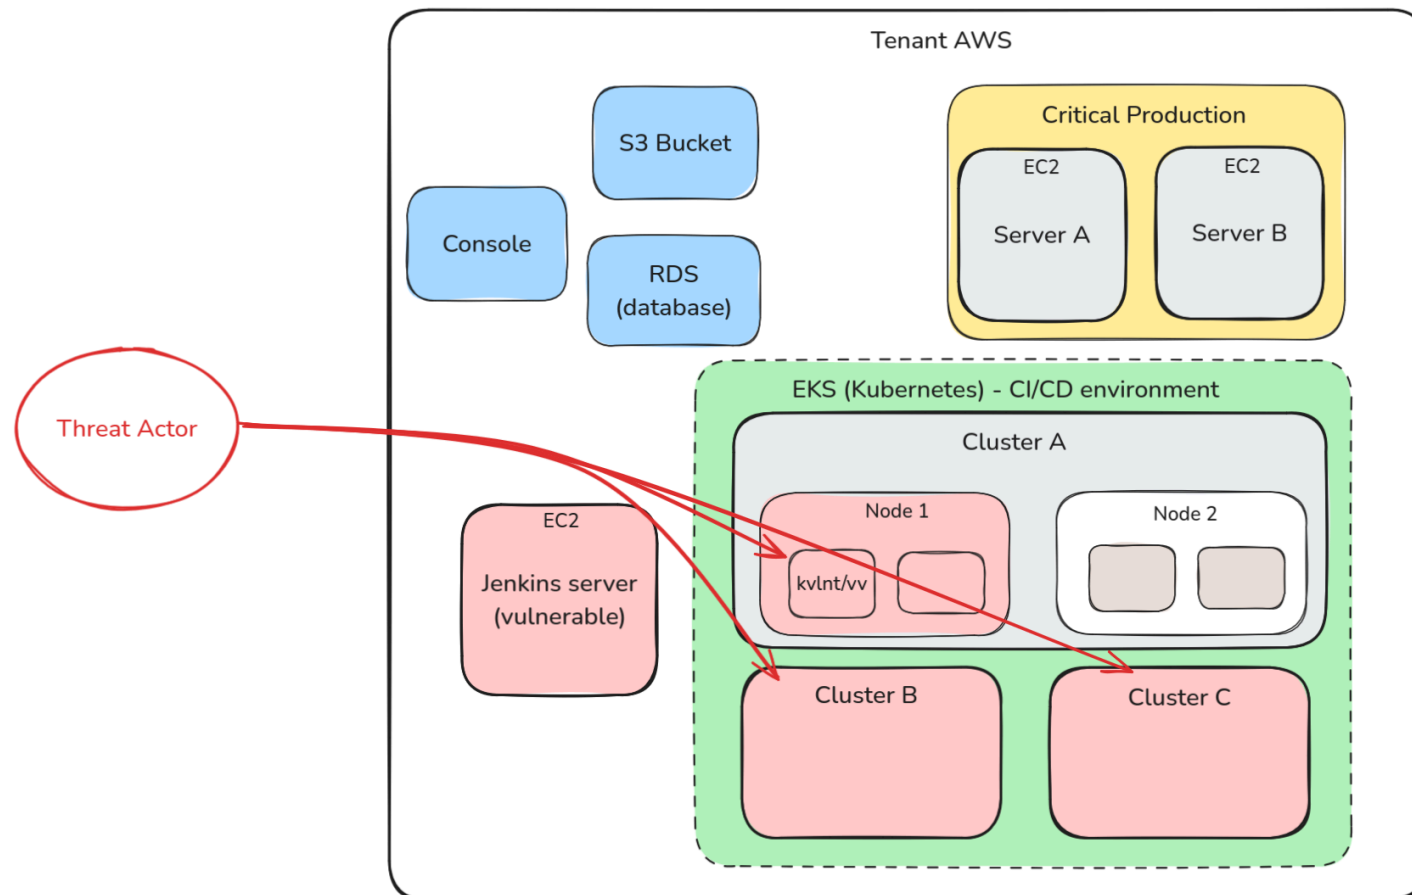 Tenant AWS
S3 Bucket
Console
RDS
(database)
Critical Production
EC2
Server A
EC2
Server B
Threat Actor
EKS (Kubernetes) - CI/CD environment
Cluster A
Node 1
kvlnt/vv
Node 2
EC2
Jenkins server
(vulnerable)
Cluster B
Cluster C